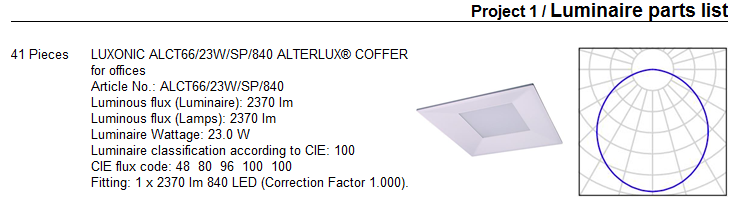 Project 1 / Luminaire parts list
41 Pieces LUXONIC ALCT66/23W/SP/840 ALTERLUX® COFFER
for offices
Article No.: ALCT66/23W/SP/840
Luminous flux (Luminaire): 2370 lm
Luminous flux (Lamps): 2370 lm
Luminaire Wattage: 23.0 W
Luminaire classification according to CIE: 100
CIE flux code: 48 80 96 100 100
Fitting: 1 x 2370 lm 840 LED (Correction Factor 1.000).